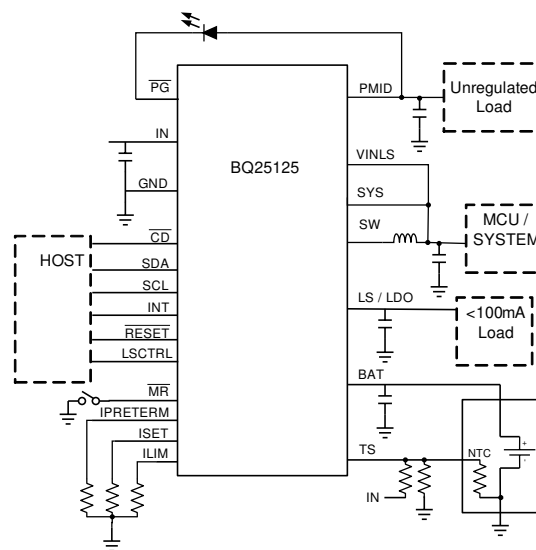 PG
PMID
Unregulated
Load
IN
BQ25125
VINLS
GND
SYS
SW
MCU /
SYSTEM
CD
HOST
SDA
SCL
INT
LS / LDO
<100mA
Load
RESET
LSCTRL
BAT
MR
IPRETERM
ISET
ILIM
TS
NTC
+
-
IN